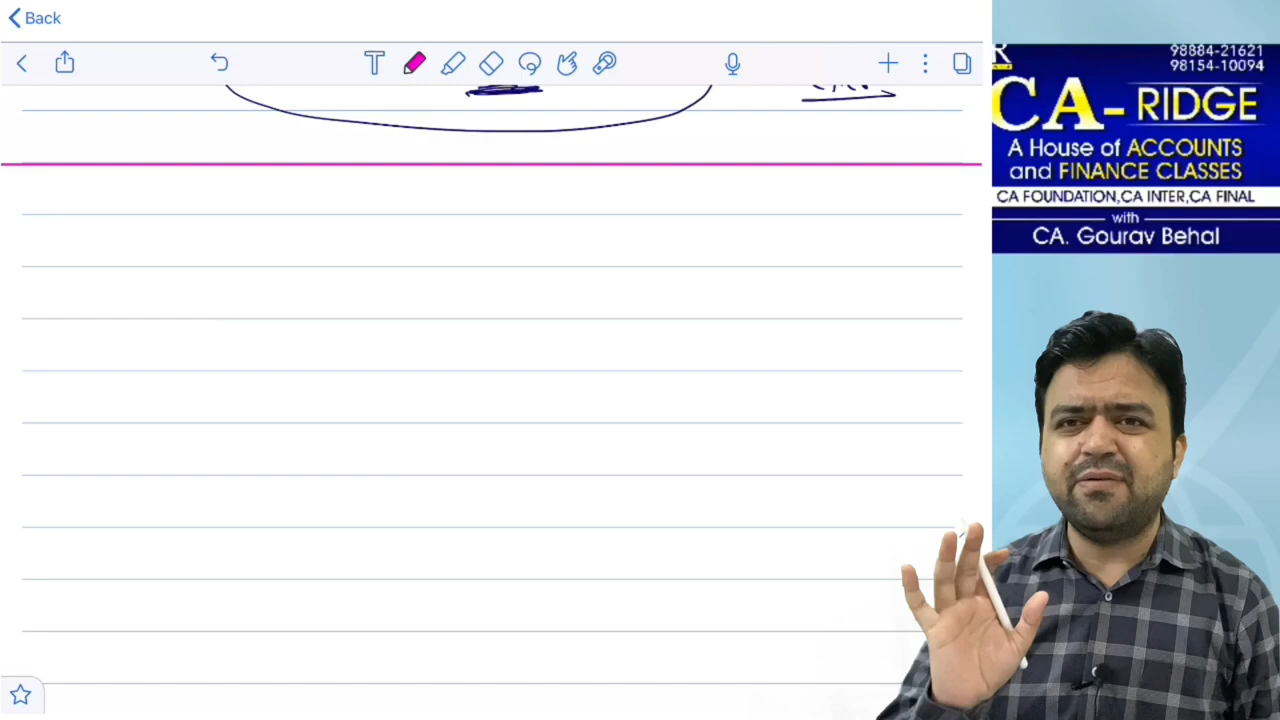 Back
98884-21621
98154-10094
CA- RIDGE
A House of ACCOUNTS
and FINANCE CLASSES
CA FOUNDATION,CA INTER,CA FINAL
with
CA. Gourav Behal